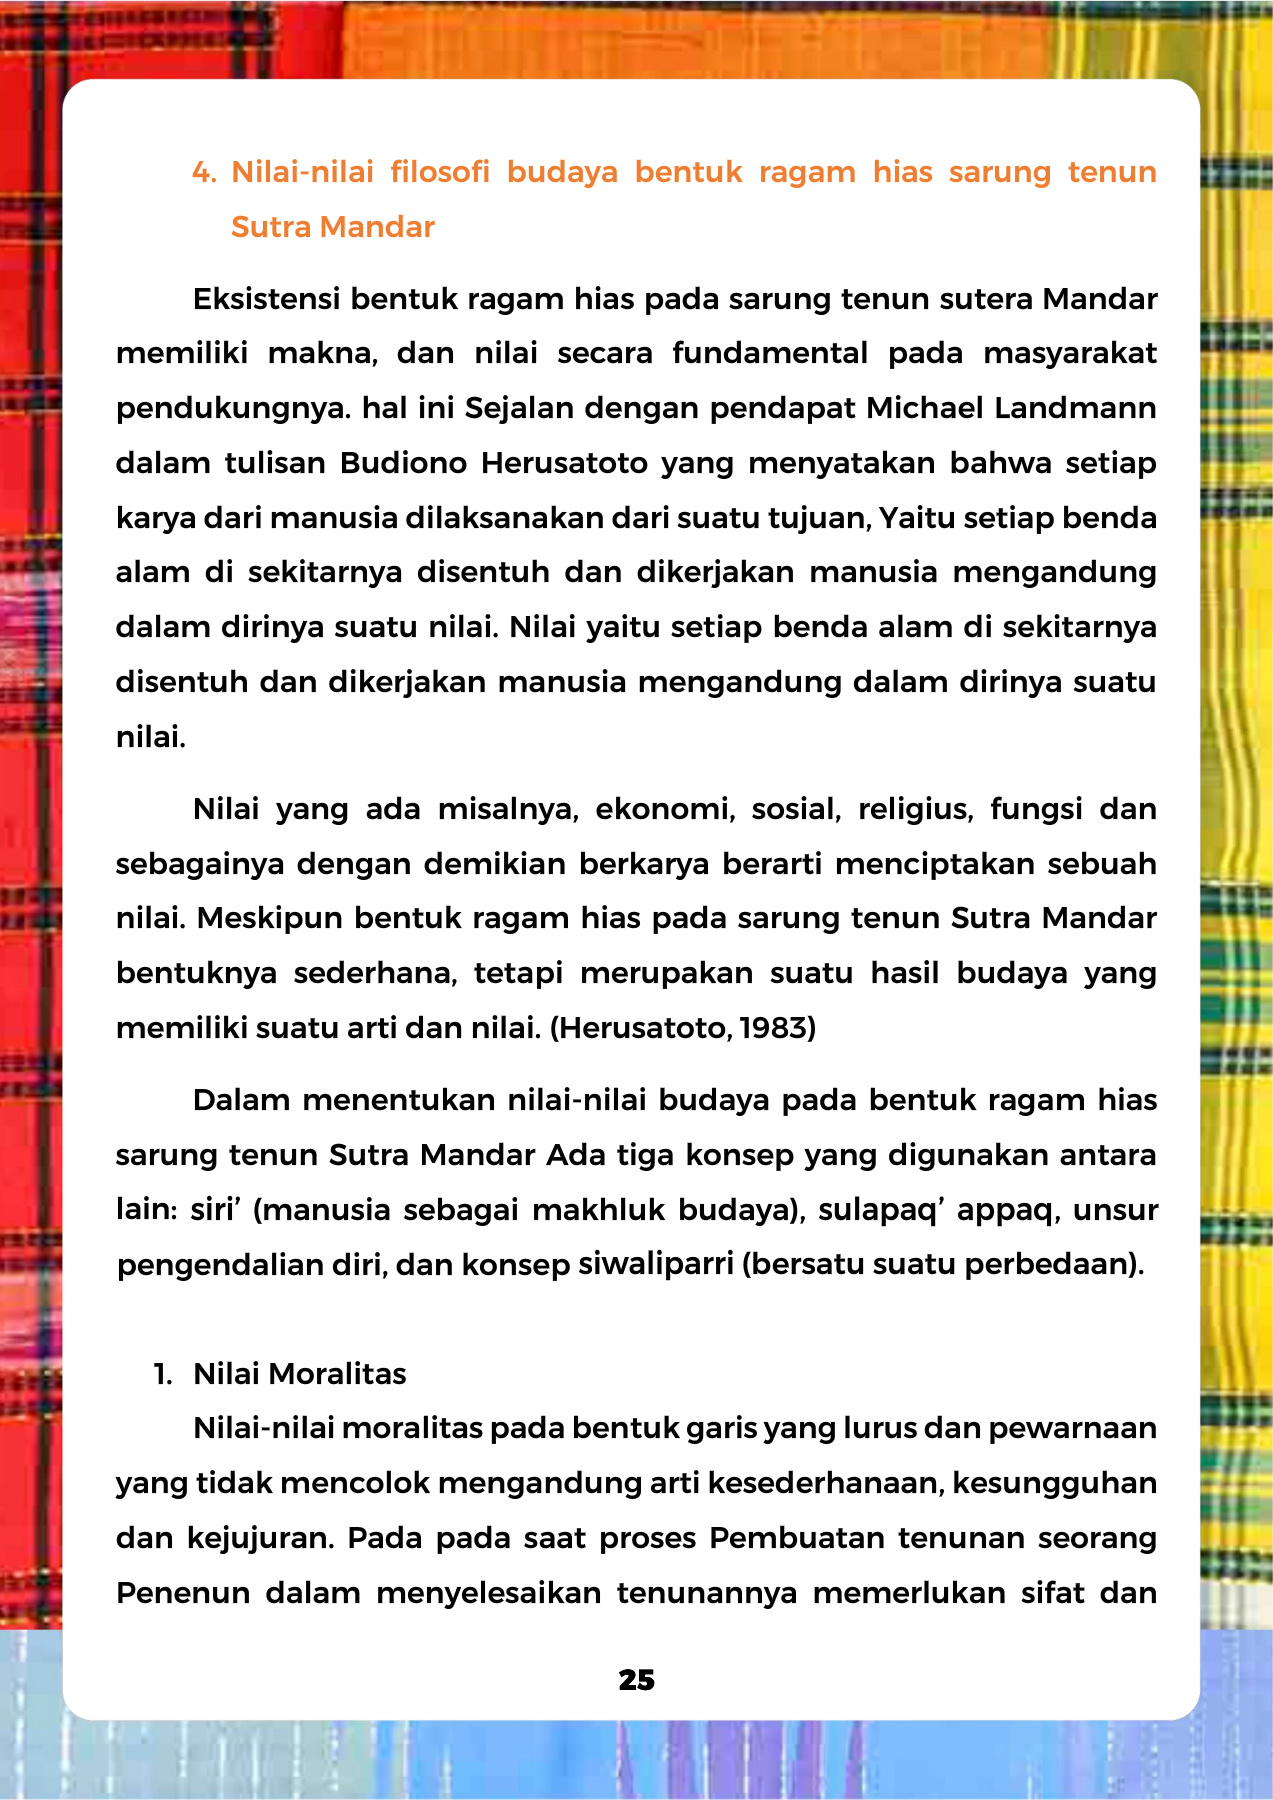 4. Nilai-nilai filosofi budaya bentuk ragam hias sarung tenun
Sutra Mandar
Eksistensi bentuk ragam hias pada sarung tenun sutera Mandar
memiliki makna, dan nilai secara fundamental pada masyarakat
pendukungnya. hal ini Sejalan dengan pendapat Michael Landmann
dalam tulisan Budiono Herusatoto yang menyatakan bahwa setiap
karya dari manusia dilaksanakan dari suatu tujuan, Yaitu setiap benda
alam di sekitarnya disentuh dan dikerjakan manusia mengandung
dalam dirinya suatu nilai. Nilai yaitu setiap benda alam di sekitarnya
disentuh dan dikerjakan manusia mengandung dalam dirinya suatu
nilai.
Nilai yang ada misalnya, ekonomi, sosial, religius, fungsi dan
sebagainya dengan demikian berkarya berarti menciptakan sebuah
nilai. Meskipun bentuk ragam hias pada sarung tenun Sutra Mandar
bentuknya sederhana, tetapi merupakan suatu hasil budaya yang
memiliki suatu arti dan nilai. (Herusatoto, 1983)
Dalam menentukan nilai-nilai budaya pada bentuk ragam hias
sarung tenun Sutra Mandar Ada tiga konsep yang digunakan antara
lain: siri’ (manusia sebagai makhluk budaya), sulapaq’ appaq, unsur
pengendalian diri, dan konsep siwaliparri (bersatu suatu perbedaan).
1. Nilai Moralitas
Nilai-nilai moralitas pada bentuk garis yang lurus dan pewarnaan
yang tidak mencolok mengandung arti kesederhanaan, kesungguhan
dan kejujuran. Pada pada saat proses Pembuatan tenunan seorang
Penenun dalam menyelesaikan tenunannya memerlukan sifat dan
25